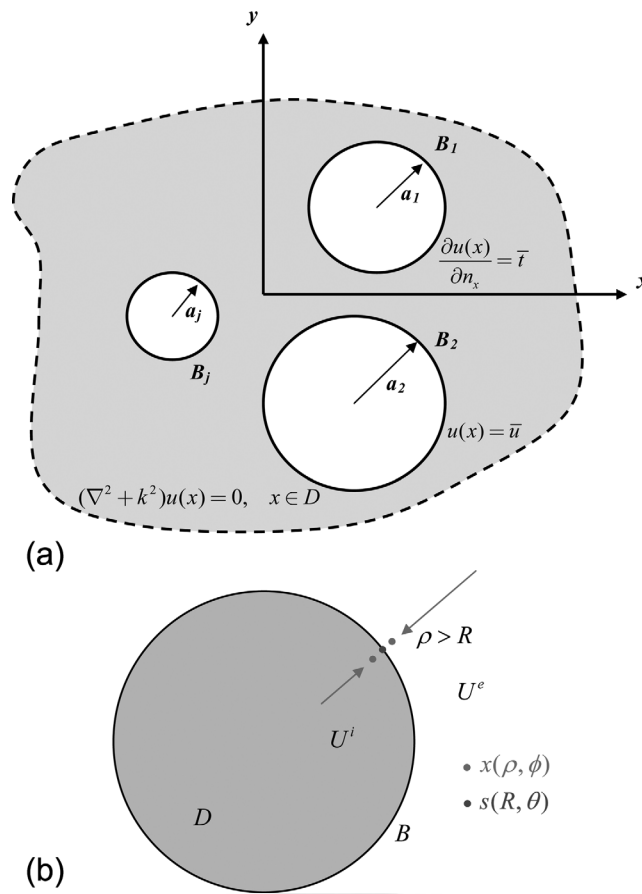 y
B₁
a₁
∂u(x)/∂nₓ = t̅
x
aⱼ
Bⱼ
B₂
a₂
u(x) = u̅
(∇² + k²)u(x) = 0, x ∈ D
(a)
ρ > R
Uᵉ
Uⁱ
x(ρ, ϕ)
s(R, θ)
D
B
(b)